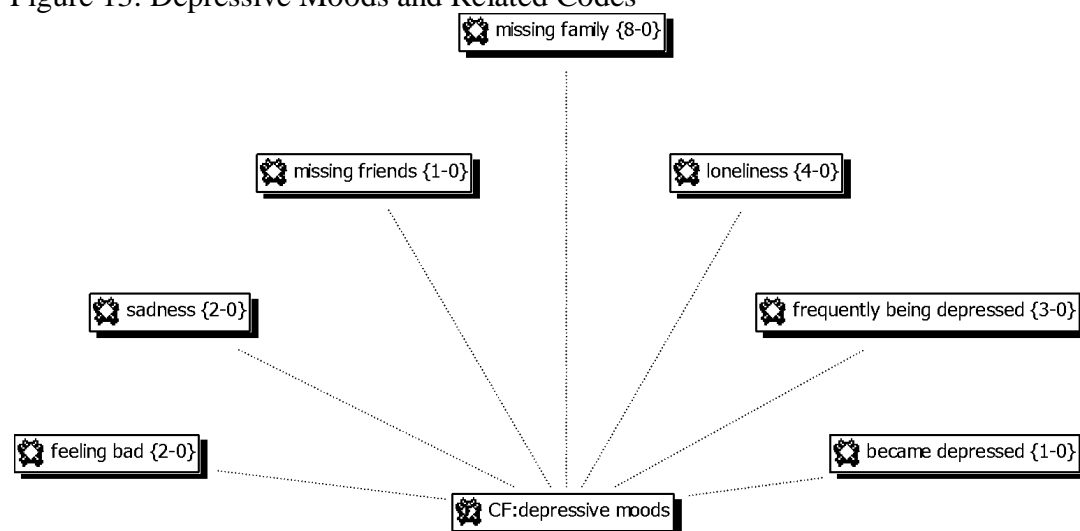 Figure 13: Depressive Moods and Related Codes
missing family {8-0}
missing friends {1-0}
loneliness {4-0}
sadness {2-0}
frequently being depressed {3-0}
feeling bad {2-0}
became depressed {1-0}
CF:depressive moods